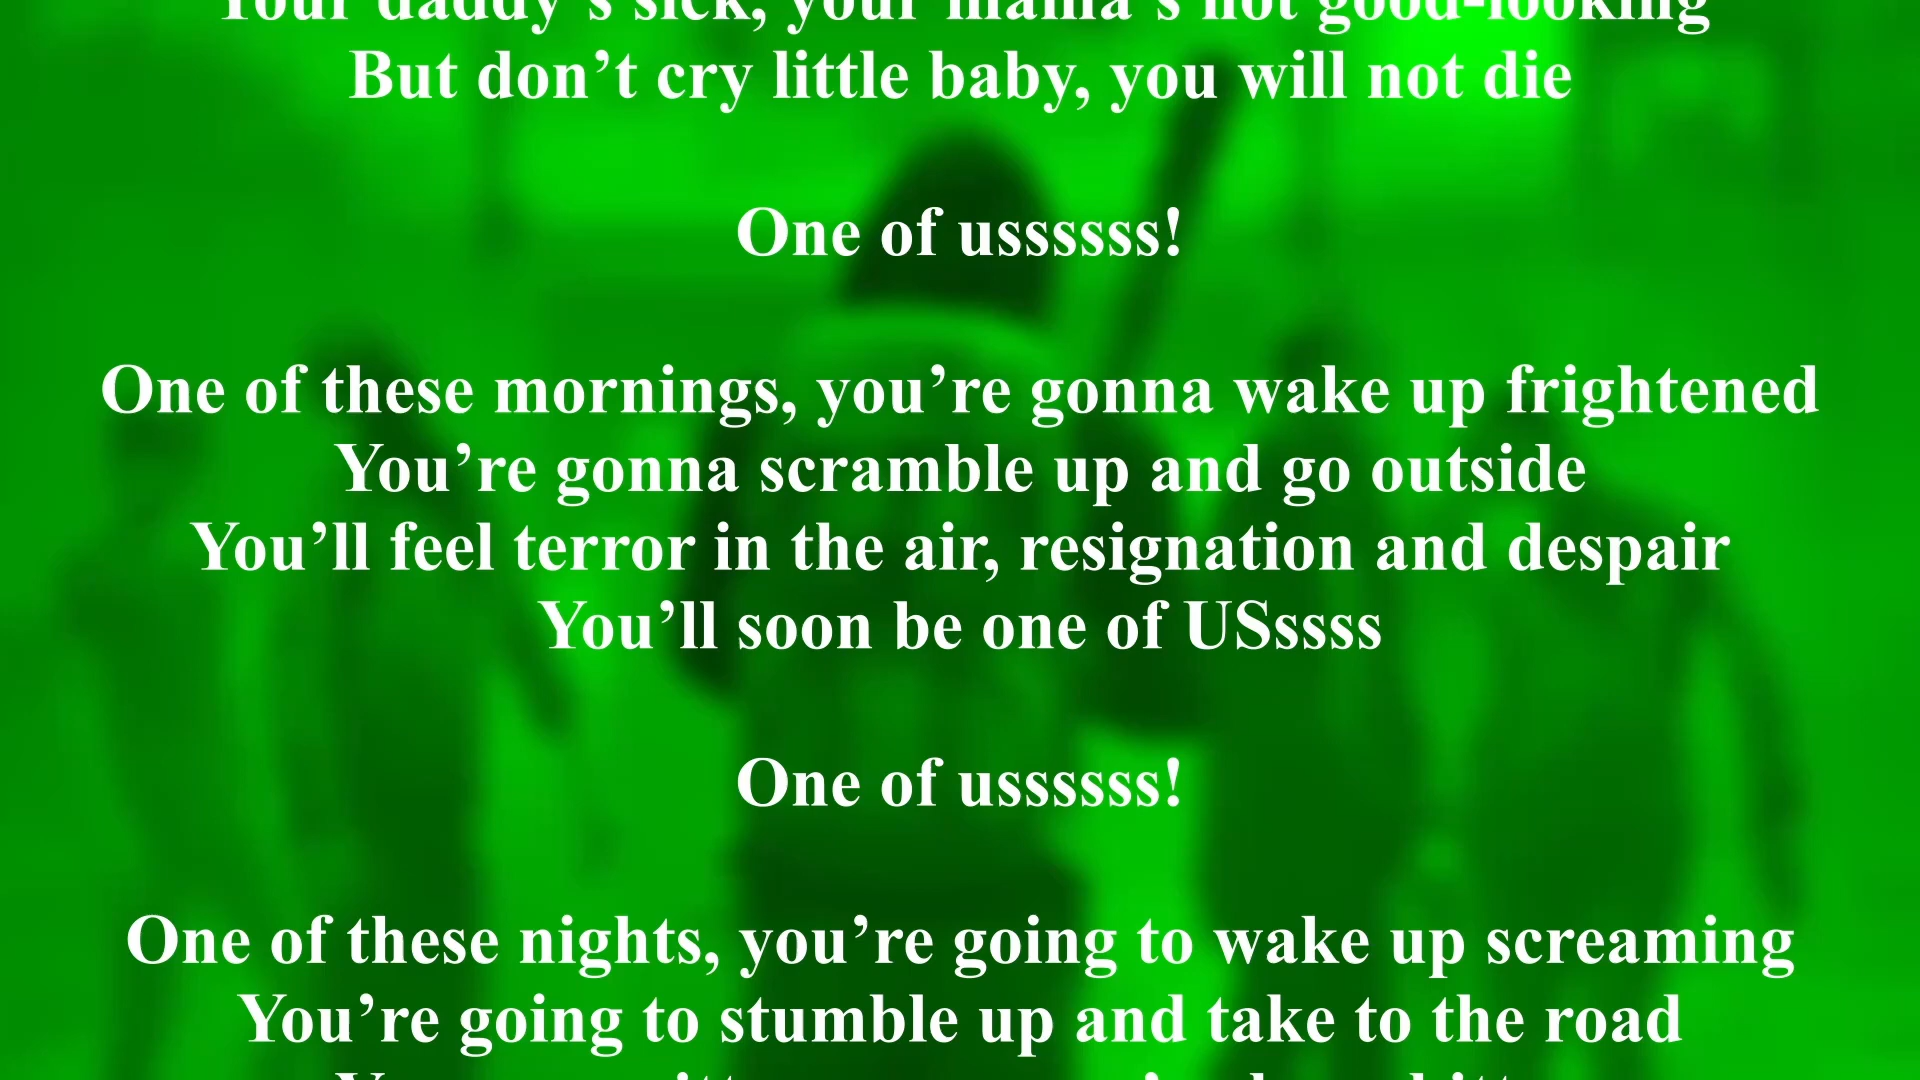 Your daddy’s sick, your mama’s not good-looking
But don’t cry little baby, you will not die
One of ussssss!
One of these mornings, you’re gonna wake up frightened
You’re gonna scramble up and go outside
You’ll feel terror in the air, resignation and despair
You’ll soon be one of USssss
One of ussssss!
One of these nights, you’re going to wake up screaming
You’re going to stumble up and take to the road